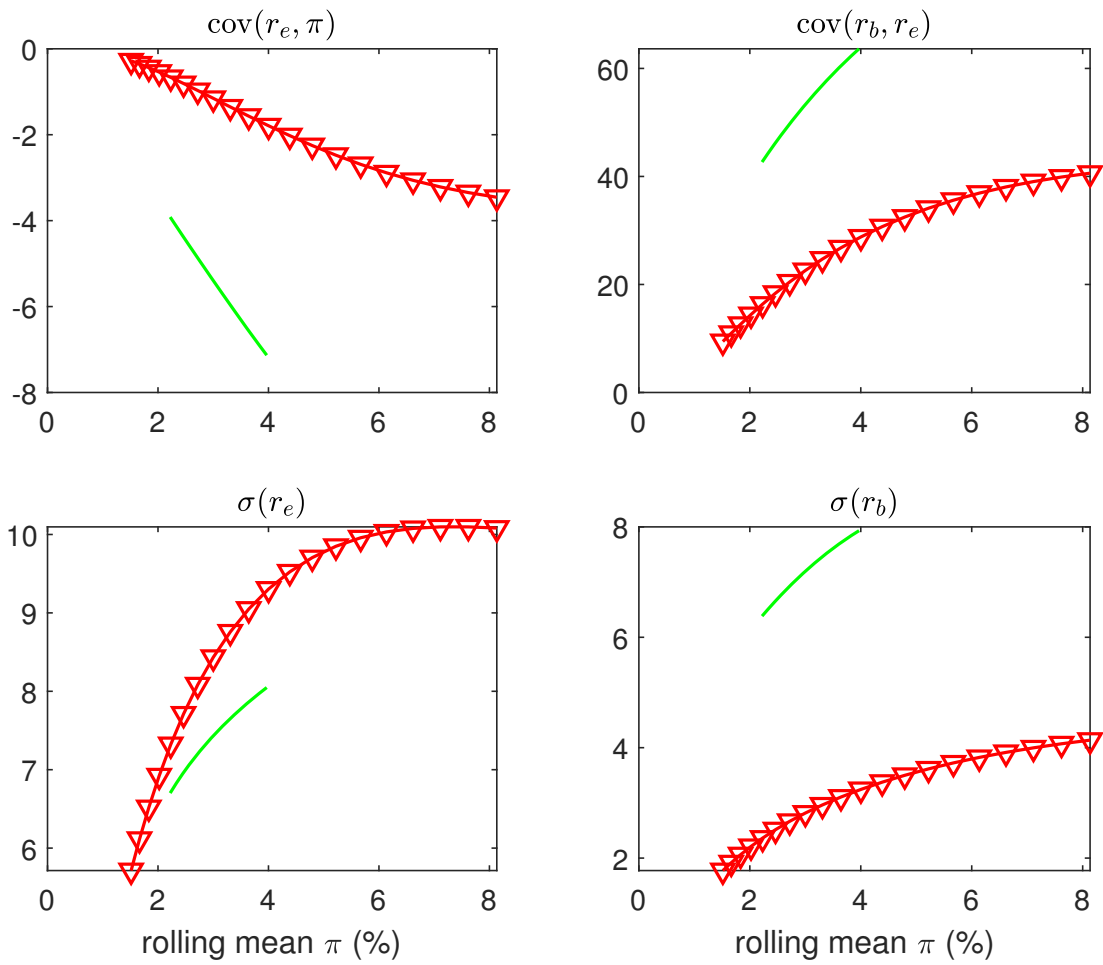 cov(r_e, π)
0
-2
-4
-6
-8
0 2 4 6 8
cov(r_b, r_e)
60
40
20
0
0 2 4 6 8
σ(r_e)
10
9
8
7
6
0 2 4 6 8
rolling mean π (%)
σ(r_b)
8
6
4
2
0 2 4 6 8
rolling mean π (%)